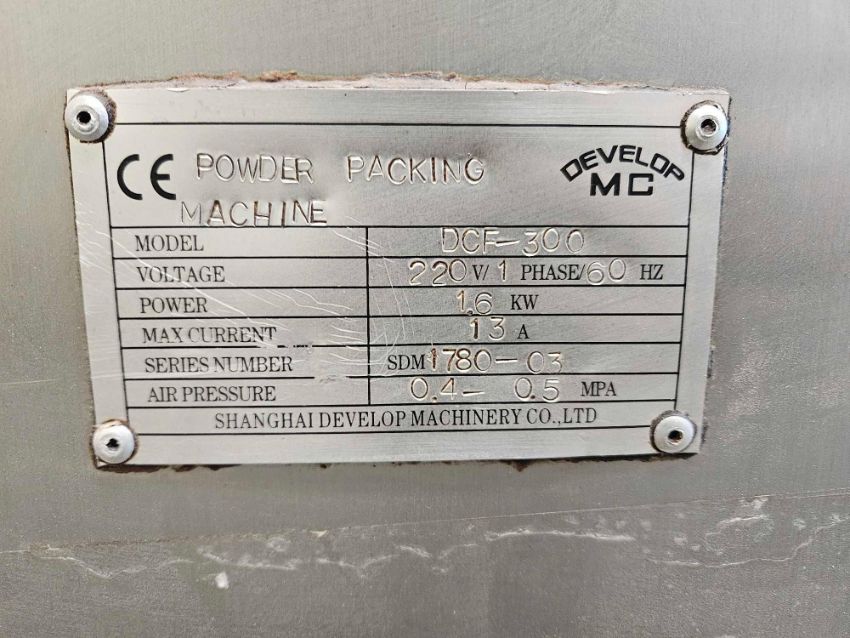 CE POWDER PACKING
MACHINE
DEVELOP
MC
MODEL DCF-300
VOLTAGE 220 V/ 1 PHASE/60 HZ
POWER 1.6 KW
MAX CURRENT 13 A
SERIES NUMBER SDM1780-03
AIR PRESSURE 0.4-0.5 MPA
SHANGHAI DEVELOP MACHINERY CO.,LTD